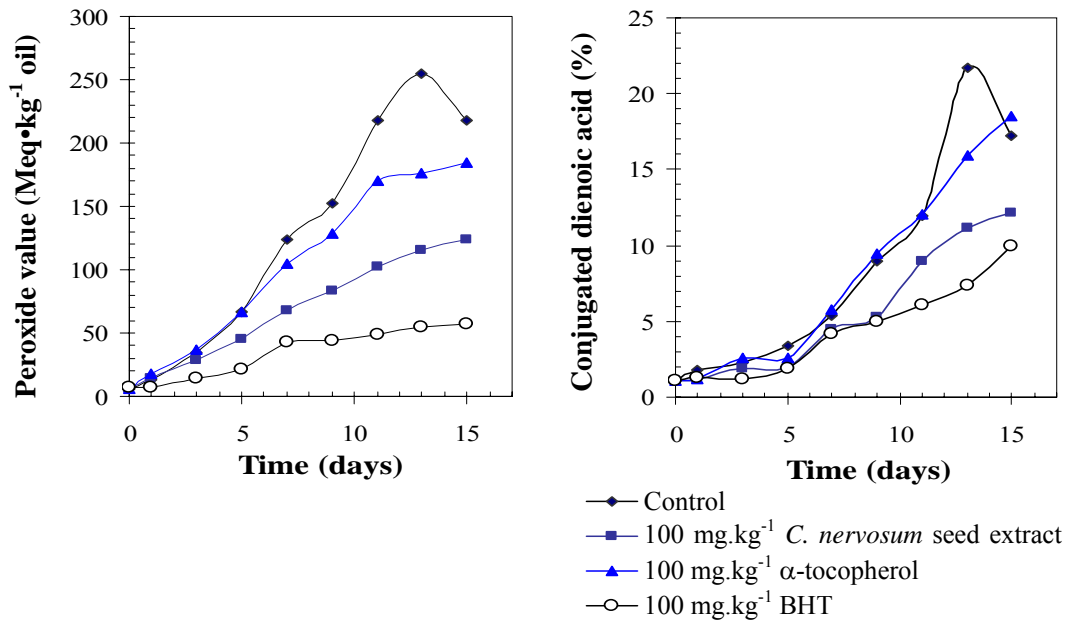 Peroxide value (Meq•kg-1 oil)
300
250
200
150
100
50
0
0 5 10 15
Time (days)
Conjugated dienoic acid (%)
25
20
15
10
5
0
0 5 10 15
Time (days)
Control
100 mg.kg-1 C. nervosum seed extract
100 mg.kg-1 α-tocopherol
100 mg.kg-1 BHT